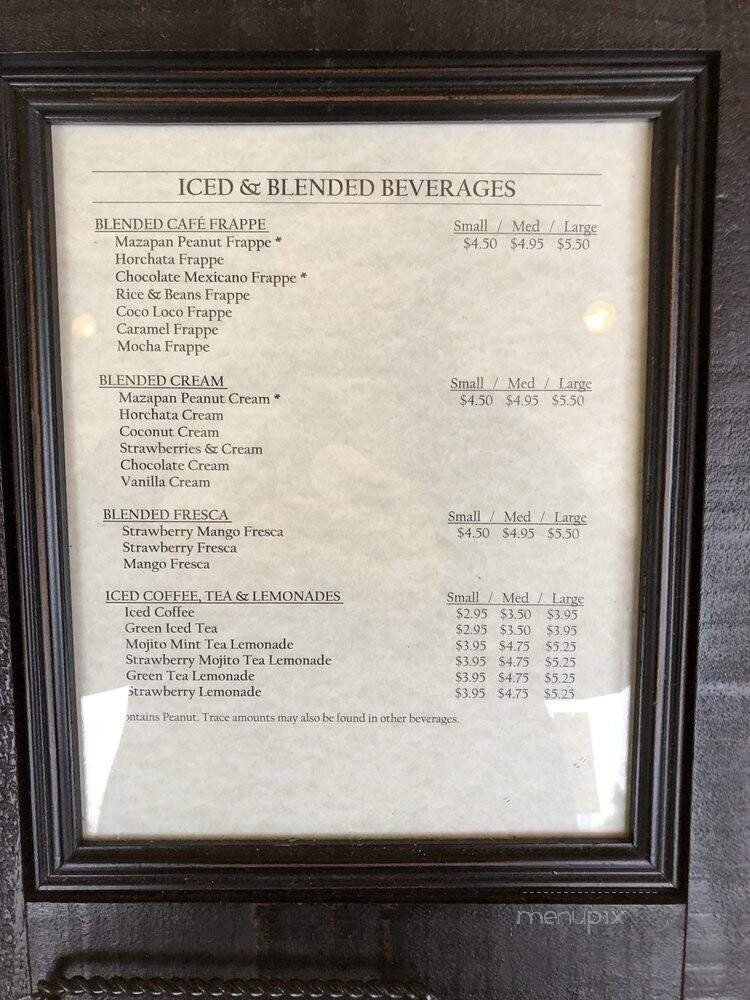 ICED & BLENDED BEVERAGES
BLENDED CAFÉ FRAPPE Small / Med / Large
Mazapan Peanut Frappe * $4.50 $4.95 $5.50
Horchata Frappe
Chocolate Mexicano Frappe *
Rice & Beans Frappe
Coco Loco Frappe
Caramel Frappe
Mocha Frappe
BLENDED CREAM Small / Med / Large
Mazapan Peanut Cream * $4.50 $4.95 $5.50
Horchata Cream
Coconut Cream
Strawberries & Cream
Chocolate Cream
Vanilla Cream
BLENDED FRESCA Small / Med / Large
Strawberry Mango Fresca $4.50 $4.95 $5.50
Strawberry Fresca
Mango Fresca
ICED COFFEE, TEA & LEMONADES Small / Med / Large
Iced Coffee $2.95 $3.50 $3.95
Green Iced Tea $2.95 $3.50 $3.95
Mojito Mint Tea Lemonade $3.95 $4.75 $5.25
Strawberry Mojito Tea Lemonade $3.95 $4.75 $5.25
Green Tea Lemonade $3.95 $4.75 $5.25
Strawberry Lemonade $3.95 $4.75 $5.25
ontains Peanut. Trace amounts may also be found in other beverages.
menupix